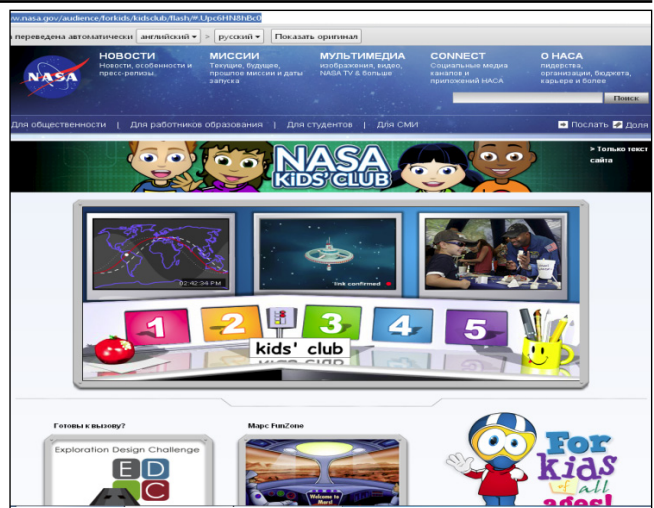 w.nasa.gov/audience/forkids/kidsclub/flash/#.Upc6HN8hBc0
переведена автоматически английский > русский Показать оригинал
НОВОСТИ МИССИИ МУЛЬТИМЕДИА CONNECT О НАСА
Новости, особенности и пресс-релизы.
Текущие, будущее, прошлое миссии и даты запуска
изображения, видео, NASA TV & больше
Социальные медиа каналов и приложений НАСА
лидерства, организации, бюджета, карьере и более
NASA
Поиск
Для общественности | Для работников образования | Для студентов | Для СМИ
Послать Доля
NASA
KiDS' CLUB
> Только текст
сайта
02:42:34 PM
link confirmed
1 2 3 4 5
kids' club
Готовы к вызову? Марс FunZone
Exploration Design Challenge
ED
C
Welcome to
Mars!
For
kids
of all
ages!